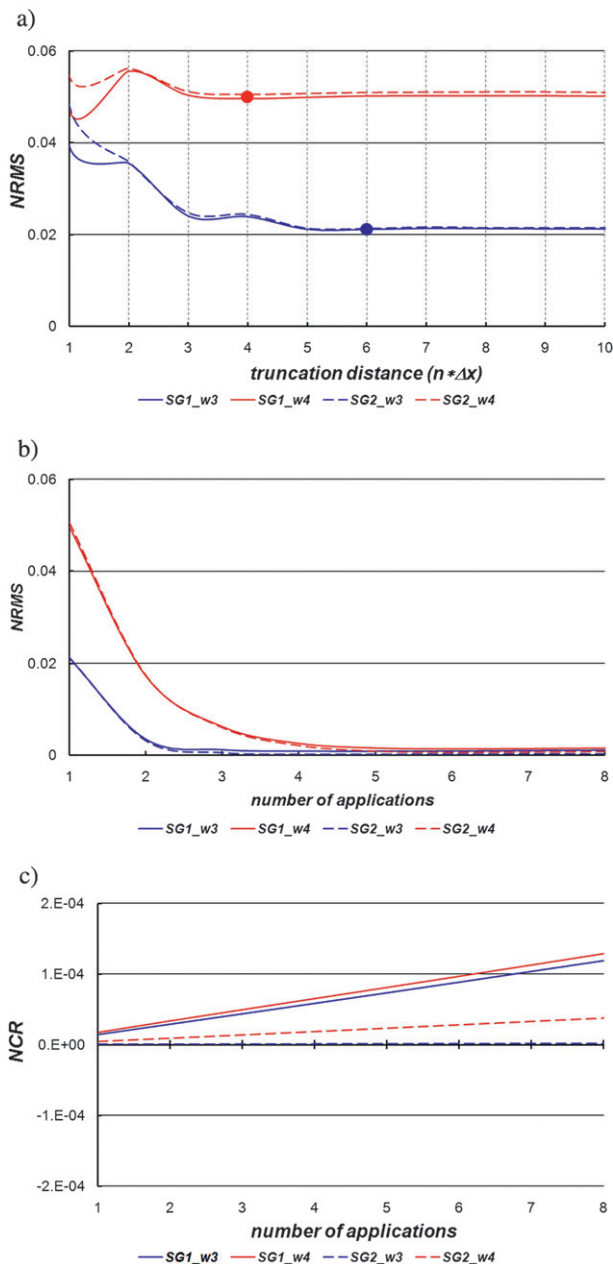 a)
0.06
0.04
0.02
0
NRMS
1 2 3 4 5 6 7 8 9 10
truncation distance (n*Δx)
SG1_w3 SG1_w4 SG2_w3 SG2_w4
b)
0.06
0.04
0.02
0
NRMS
1 2 3 4 5 6 7 8
number of applications
SG1_w3 SG1_w4 SG2_w3 SG2_w4
c)
2.E-04
1.E-04
0.E+00
-1.E-04
-2.E-04
NCR
1 2 3 4 5 6 7 8
number of applications
SG1_w3 SG1_w4 SG2_w3 SG2_w4